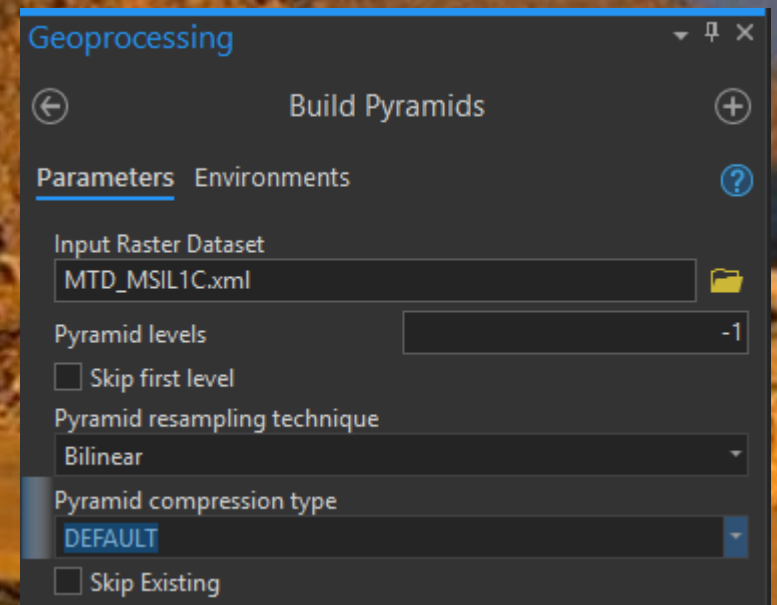 Geoprocessing
Build Pyramids
Parameters Environments
Input Raster Dataset
MTD_MSIL1C.xml
Pyramid levels -1
Skip first level
Pyramid resampling technique
Bilinear
Pyramid compression type
DEFAULT
Skip Existing